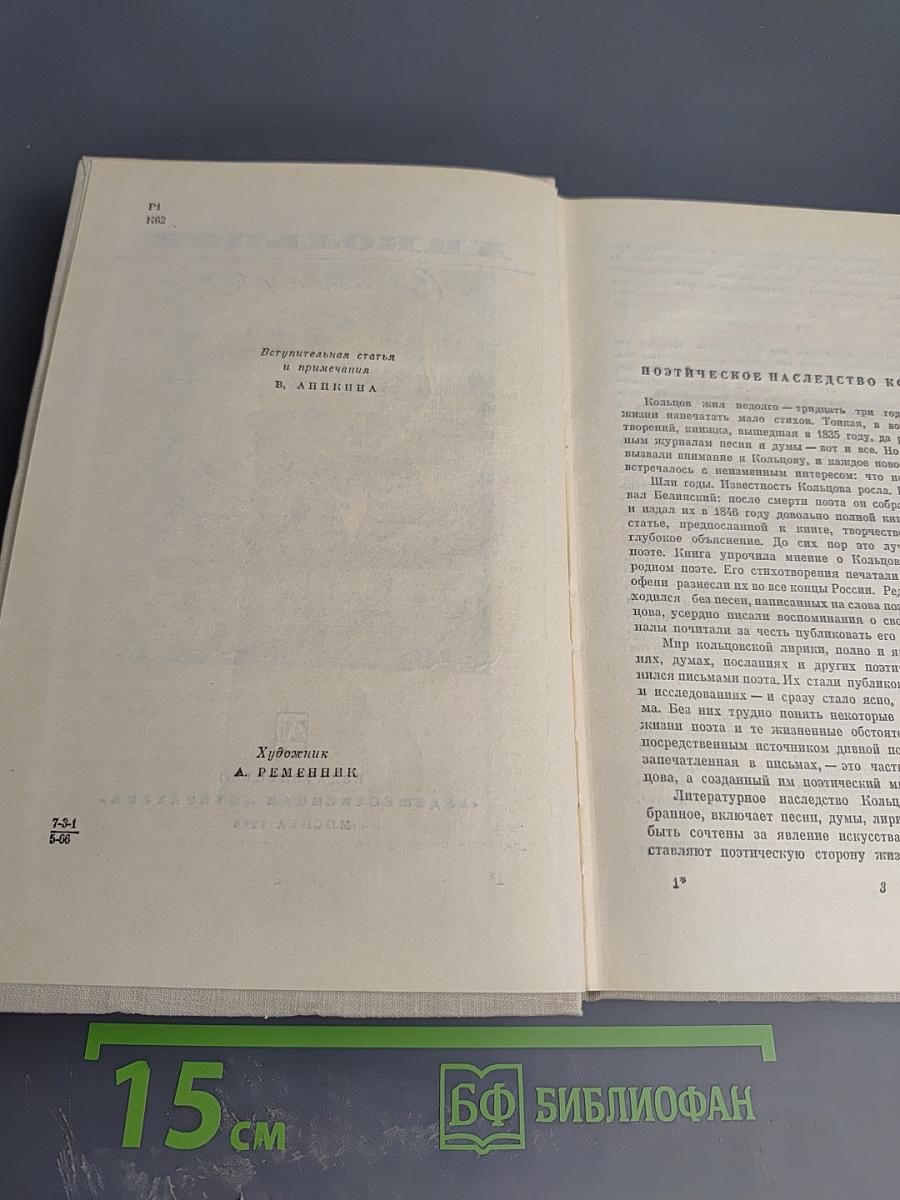 Р1
К62
Вступительная статья
и примечания
В. АНИКИНА
Художник
А. РЕМЕННИК
7-3-1
5-66
ПОЭТИЧЕСКОЕ НАСЛЕДСТВО КО
Кольцов жил недолго — тридцать три год
жизни напечатать мало стихов. Тонкая, в во
творений, книжка, вышедшая в 1835 году, да р
ным журналам песни и думы — вот и все. Но
вызвали внимание к Кольцову, и каждое ново
встречалось с неизменным интересом: что
Шли годы. Известность Кольцова росла.
вал Белинский: после смерти поэта он собра
и издал их в 1846 году довольно полной кни
статье, предпосланной к книге, творчество
глубокое объяснение. До сих пор это лу
поэте. Книга упрочила мнение о Кольцов
родном поэте. Его стихотворения печатали
офени разнесли их во все концы России. Ред
ходился без песен, написанных на слова поэ
цова, усердно писали воспоминания о сво
налы почитали за честь публиковать его
Мир кольцовской лирики, полно и я
нях, думах, посланиях и других поэти
нился письмами поэта. Их стали публико
и исследованиях — и сразу стало ясно,
ма. Без них трудно понять некоторые
жизни поэта и те жизненные обстояте
посредственным источником дивной по
запечатленная в письмах, — это част
цова, а созданный им поэтический ми
Литературное наследство Кольц
бранное, включает песни, думы, лири
быть сочтены за явление искусства
ставляют поэтическую сторону жиз
1*
3
15 см
БФ БИБЛИОФАН